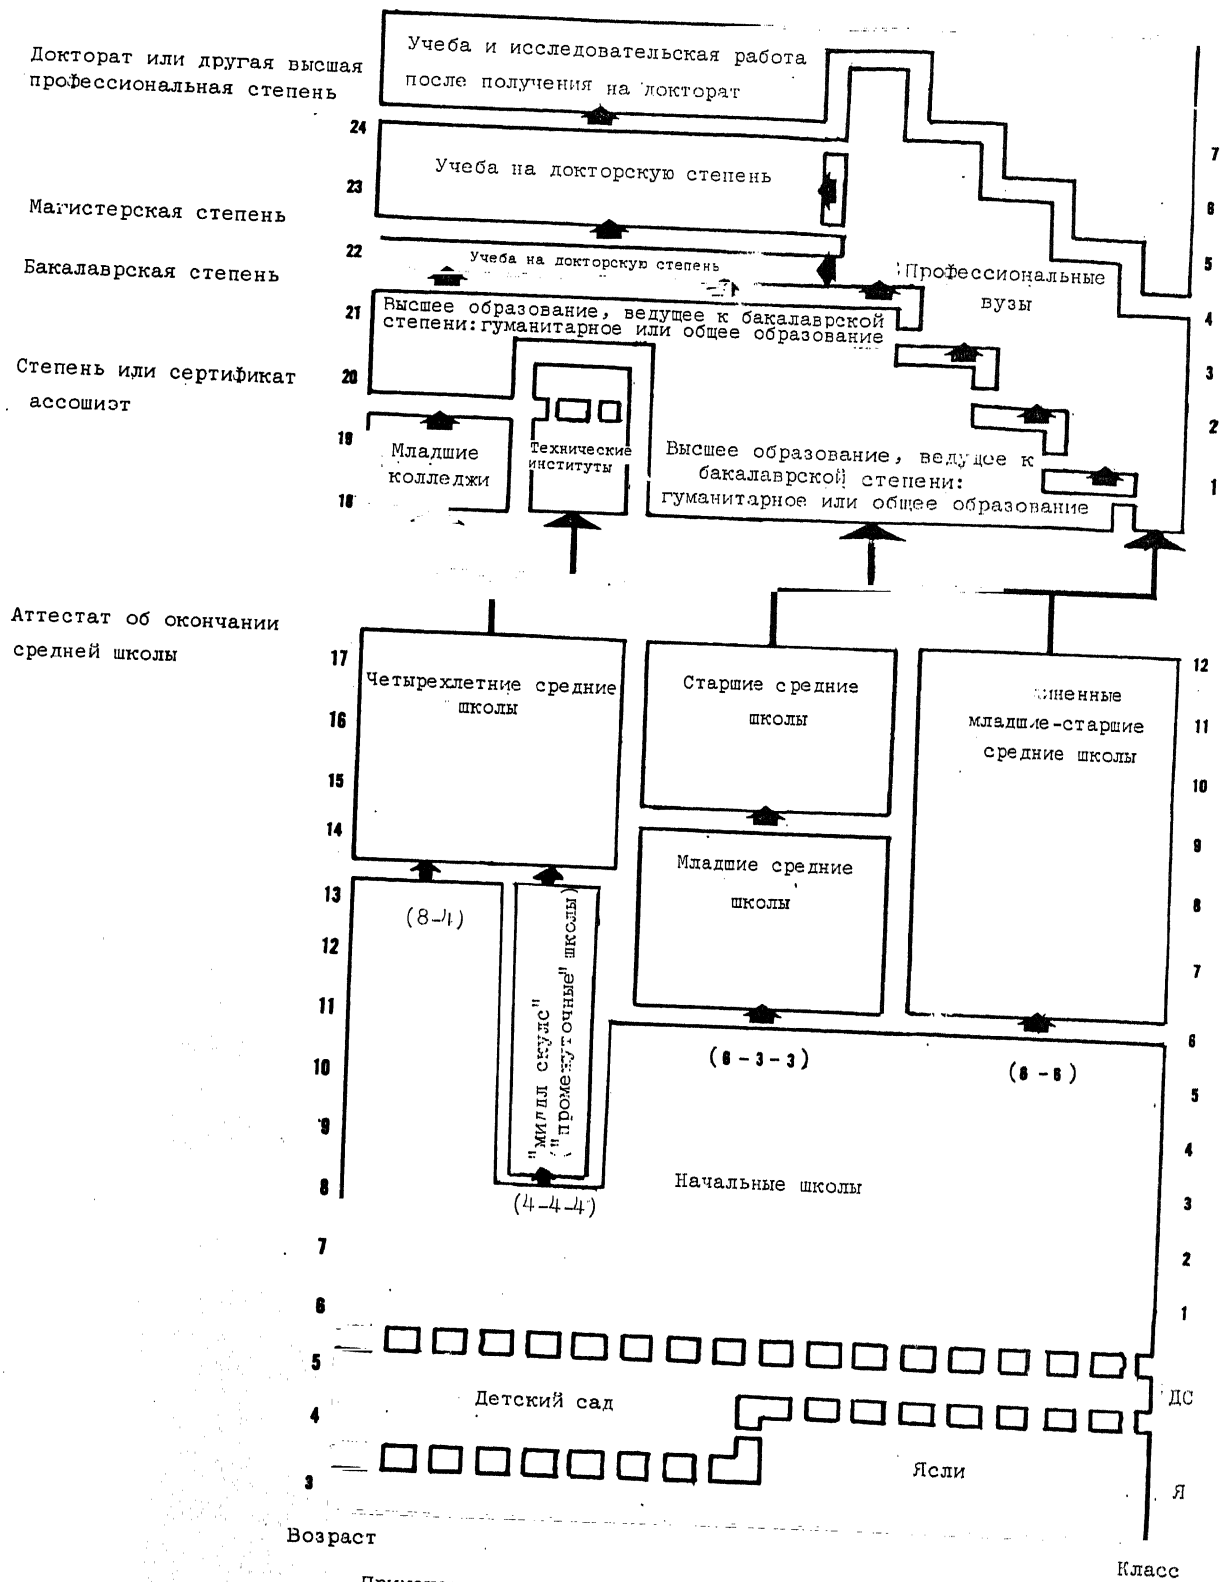 Докторат или другая высшая
профессиональная степень
Учеба и исследовательская работа
после получения на докторат
24
7
Учеба на докторскую степень
23
6
Магистерская степень
22
Учеба на докторскую степень
5
Бакалаврская степень
Профессиональные
вузы
21
Высшее образование, ведущее к бакалаврской
степени: гуманитарное или общее образование
4
Степень или сертификат
ассошиэт
20
3
19
Младшие
колледжи
Технические
институты
Высшее образование, ведущее к
бакалаврской степени:
гуманитарное или общее образование
2
18
1
Аттестат об окончании
средней школы
17
12
Четырехлетние средние
школы
Старшие средние
школы
младшие-старшие
средние школы
16
11
15
10
14
9
Младшие средние
школы
13
8
(8-4)
12
7
"мидл скулс"
("промежуточные" школы)
11
6
(6-3-3)
(6-6)
10
5
9
4
8
Начальные школы
3
(4-4-4)
7
2
6
1
5
Детский сад
ДС
4
Ясли
3
Я
Возраст
Класс